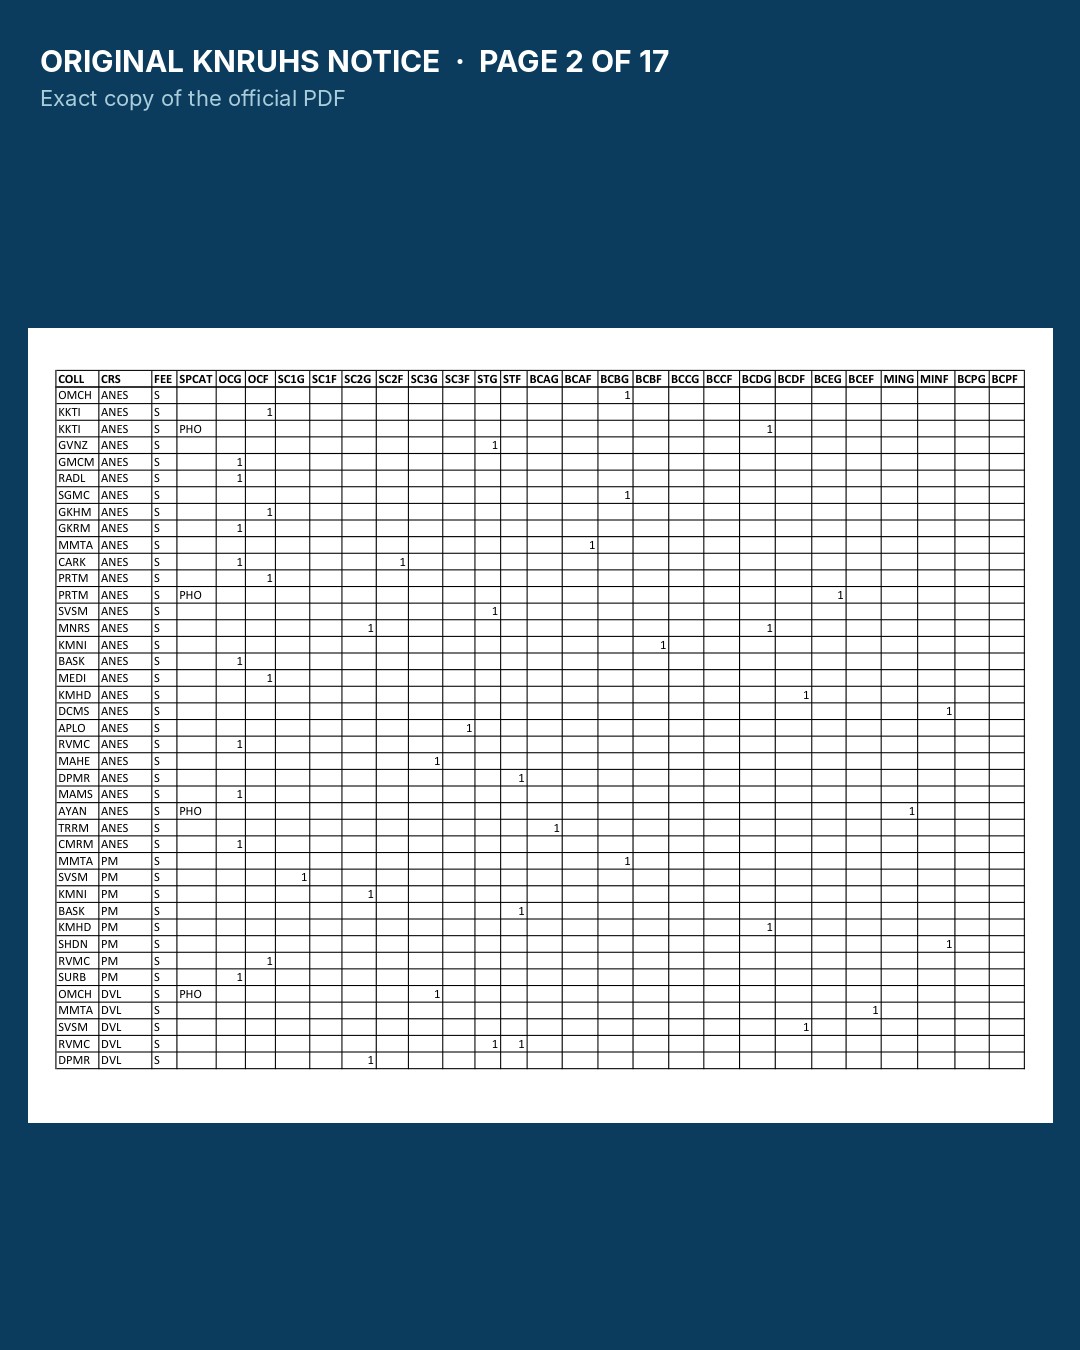 ORIGINAL KNRUHS NOTICE · PAGE 2 OF 17
Exact copy of the official PDF
COLL CRS FEE SPCAT OCG OCF SC1G SC1F SC2G SC2F SC3G SC3F STG STF BCAG BCAF BCBG BCBF BCCG BCCF BCDG BCDF BCEG BCEF MING MINF BCPG BCPF
OMCH ANES S 1
KKTI ANES S 1
KKTI ANES S PHO 1
GVNZ ANES S 1
GMCM ANES S 1
RADL ANES S 1
SGMC ANES S 1
GKHM ANES S 1
GKRM ANES S 1
MMTA ANES S 1
CARK ANES S 1 1
PRTM ANES S 1
PRTM ANES S PHO 1
SVSM ANES S 1
MNRS ANES S 1 1
KMNI ANES S 1
BASK ANES S 1
MEDI ANES S 1
KMHD ANES S 1
DCMS ANES S 1
APLO ANES S 1
RVMC ANES S 1
MAHE ANES S 1
DPMR ANES S 1
MAMS ANES S 1
AYAN ANES S PHO 1
TRRM ANES S 1
CMRM ANES S 1
MMTA PM S 1
SVSM PM S 1
KMNI PM S 1
BASK PM S 1
KMHD PM S 1
SHDN PM S 1
RVMC PM S 1
SURB PM S 1
OMCH DVL S PHO 1
MMTA DVL S 1
SVSM DVL S 1
RVMC DVL S 1 1
DPMR DVL S 1